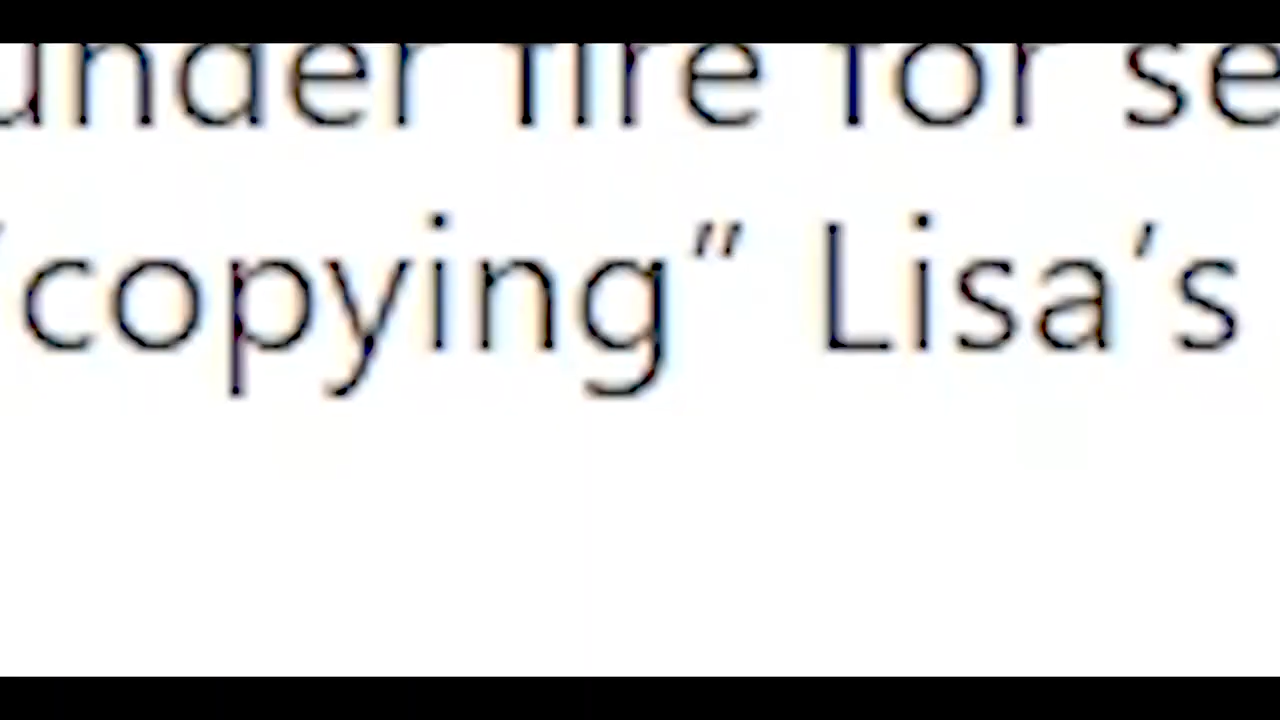 under fire for se
“copying” Lisa’s